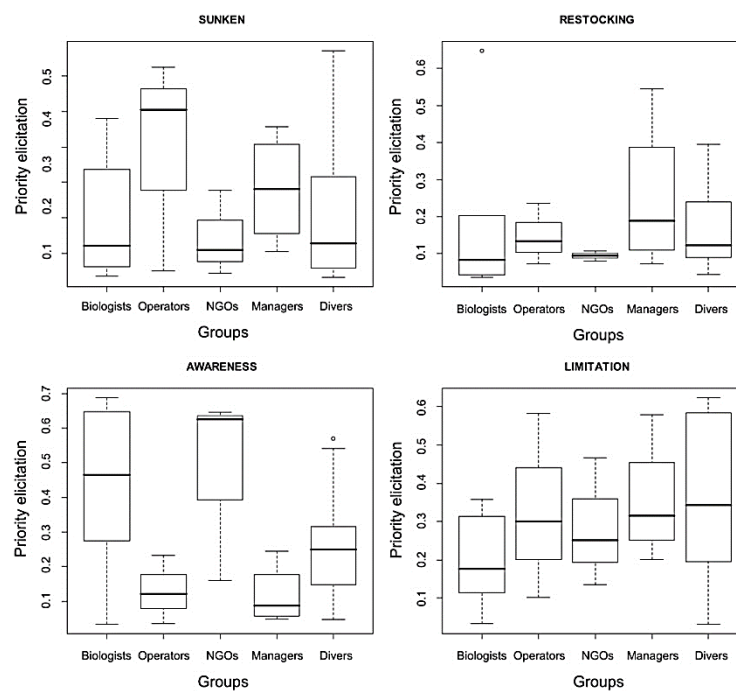 SUNKEN
Priority elicitation
0.5
0.4
0.3
0.1
Biologists Operators NGOs Managers Divers
Groups
RESTOCKING
Priority elicitation
0.6
0.5
0.4
0.3
0.2
0.1
Biologists Operators NGOs Managers Divers
Groups
AWARENESS
Priority elicitation
0.7
0.6
0.5
0.4
0.3
0.2
0.1
Biologists Operators NGOs Managers Divers
Groups
LIMITATION
Priority elicitation
0.6
0.5
0.4
0.3
0.2
0.1
Biologists Operators NGOs Managers Divers
Groups